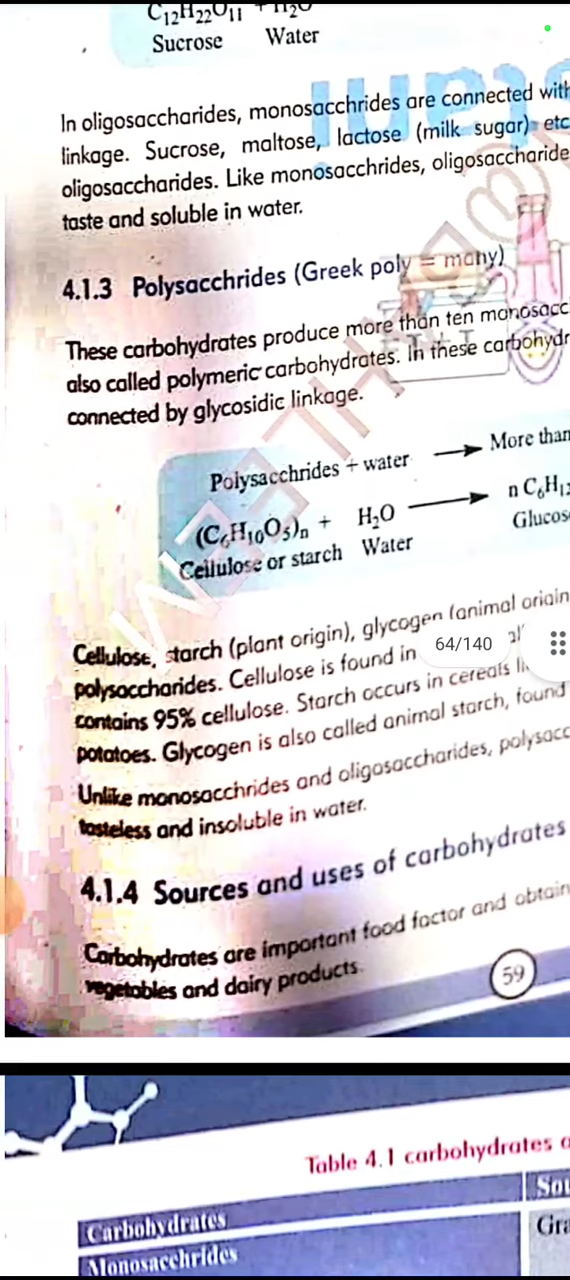 C₁₂H₂₂O₁₁ + H₂O
Sucrose Water
In oligosaccharides, monosacchrides are connected with
linkage. Sucrose, maltose, lactose (milk sugar) etc
oligosaccharides. Like monosacchrides, oligosaccharide
taste and soluble in water.
4.1.3 Polysacchrides (Greek poly = many)
These carbohydrates produce more than ten monosacc
also called polymeric carbohydrates. In these carbohydr
connected by glycosidic linkage.
Polysacchrides + water → More than
(C₆H₁₀O₅)ₙ + H₂O → n C₆H₁₂
Cellulose or starch Water Glucos
Cellulose, starch (plant origin), glycogen (animal origin
polysaccharides. Cellulose is found in
64/140
contains 95% cellulose. Starch occurs in cereals li
potatoes. Glycogen is also called animal starch, found
Unlike monosacchrides and oligosaccharides, polysacc
tasteless and insoluble in water.
4.1.4 Sources and uses of carbohydrates
Carbohydrates are important food factor and obtain
vegetables and dairy products
59
Table 4.1 carbohydrates a
Carbohydrates Sou
Monosacchrides Gra